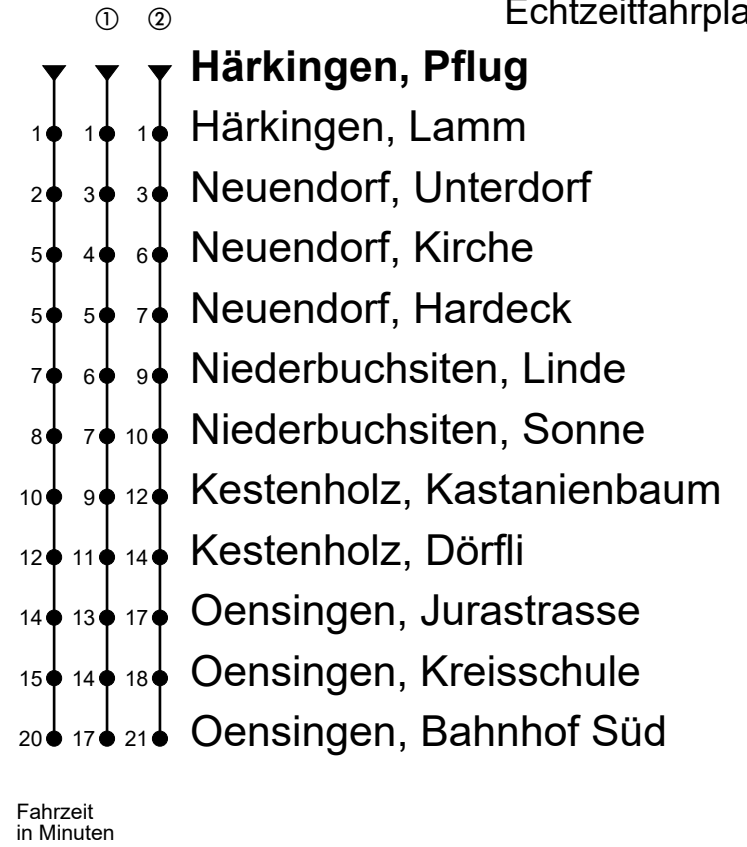 ① ② Echtzeitfahrpla
Härkingen, Pflug
1 1 1 Härkingen, Lamm
2 3 3 Neuendorf, Unterdorf
5 4 6 Neuendorf, Kirche
5 5 7 Neuendorf, Hardeck
7 6 9 Niederbuchsiten, Linde
8 7 10 Niederbuchsiten, Sonne
10 9 12 Kestenholz, Kastanienbaum
12 11 14 Kestenholz, Dörfli
14 13 17 Oensingen, Jurastrasse
15 14 18 Oensingen, Kreisschule
20 17 21 Oensingen, Bahnhof Süd
Fahrzeit
in Minuten